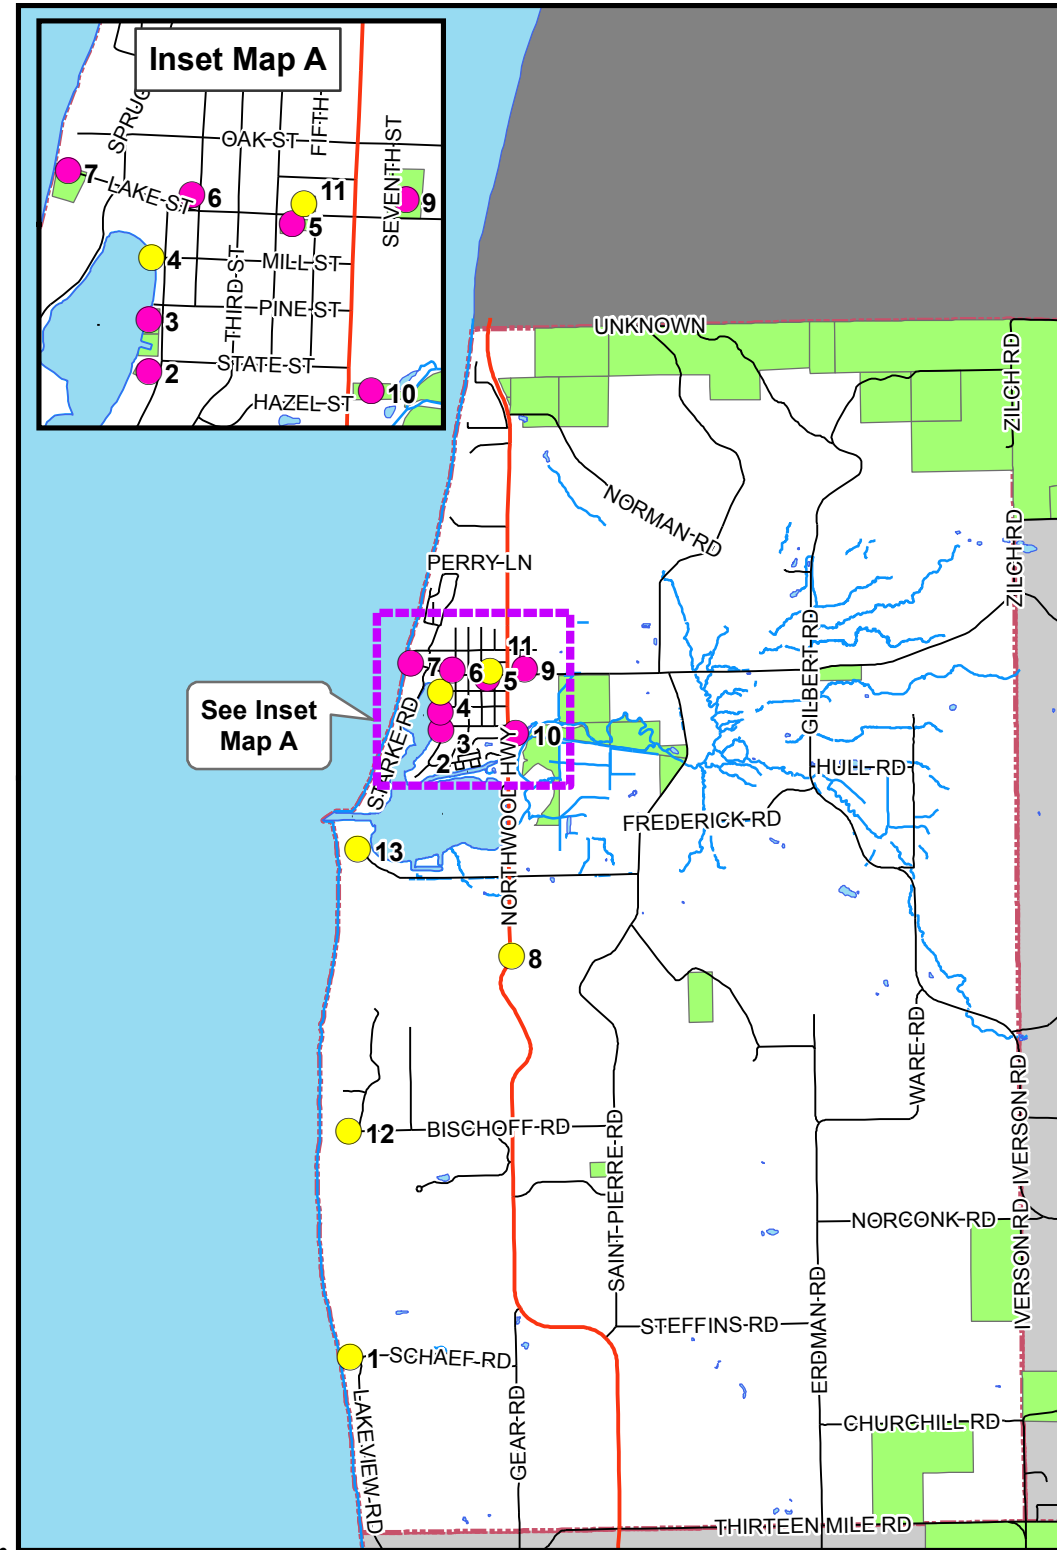 Inset Map A
SPRUC
OAK ST
FIFTH
SEVENTH ST
7
LAKE ST
6
11
5
9
4
MILL ST
THIRD ST
3
PINE ST
2
STATE ST
HAZEL ST
10
UNKNOWN
ZILCH RD
NORMAN RD
ZILCH RD
PERRY LN
11
7
6
5
9
GILBERT RD
See Inset
Map A
STARKE RD
4
3
2
10
NORTHWOOD HWY
HULL RD
FREDERICK RD
13
8
WARE RD
12
BISCHOFF RD
SAINT PIERRE RD
IVERSON RD
NORCONK RD
IVERSON RD
STEFFINS RD
ERDMAN RD
1
SCHAEF RD
LAKEVIEW RD
GEAR RD
CHURCHILL RD
THIRTEEN MILE RD